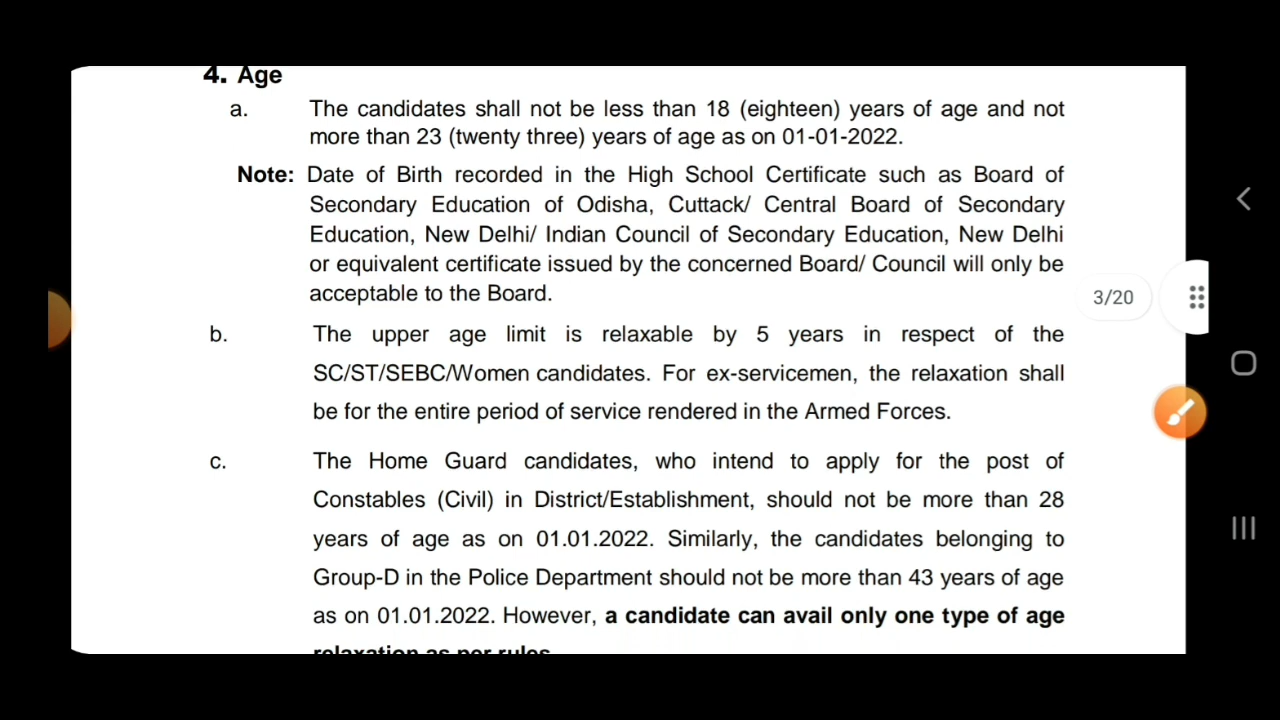 4. Age
a. The candidates shall not be less than 18 (eighteen) years of age and not
more than 23 (twenty three) years of age as on 01-01-2022.
Note: Date of Birth recorded in the High School Certificate such as Board of
Secondary Education of Odisha, Cuttack/ Central Board of Secondary
Education, New Delhi/ Indian Council of Secondary Education, New Delhi
or equivalent certificate issued by the concerned Board/ Council will only be
acceptable to the Board.
3/20
b. The upper age limit is relaxable by 5 years in respect of the
SC/ST/SEBC/Women candidates. For ex-servicemen, the relaxation shall
be for the entire period of service rendered in the Armed Forces.
c. The Home Guard candidates, who intend to apply for the post of
Constables (Civil) in District/Establishment, should not be more than 28
years of age as on 01.01.2022. Similarly, the candidates belonging to
Group-D in the Police Department should not be more than 43 years of age
as on 01.01.2022. However, a candidate can avail only one type of age
relaxation as per rules